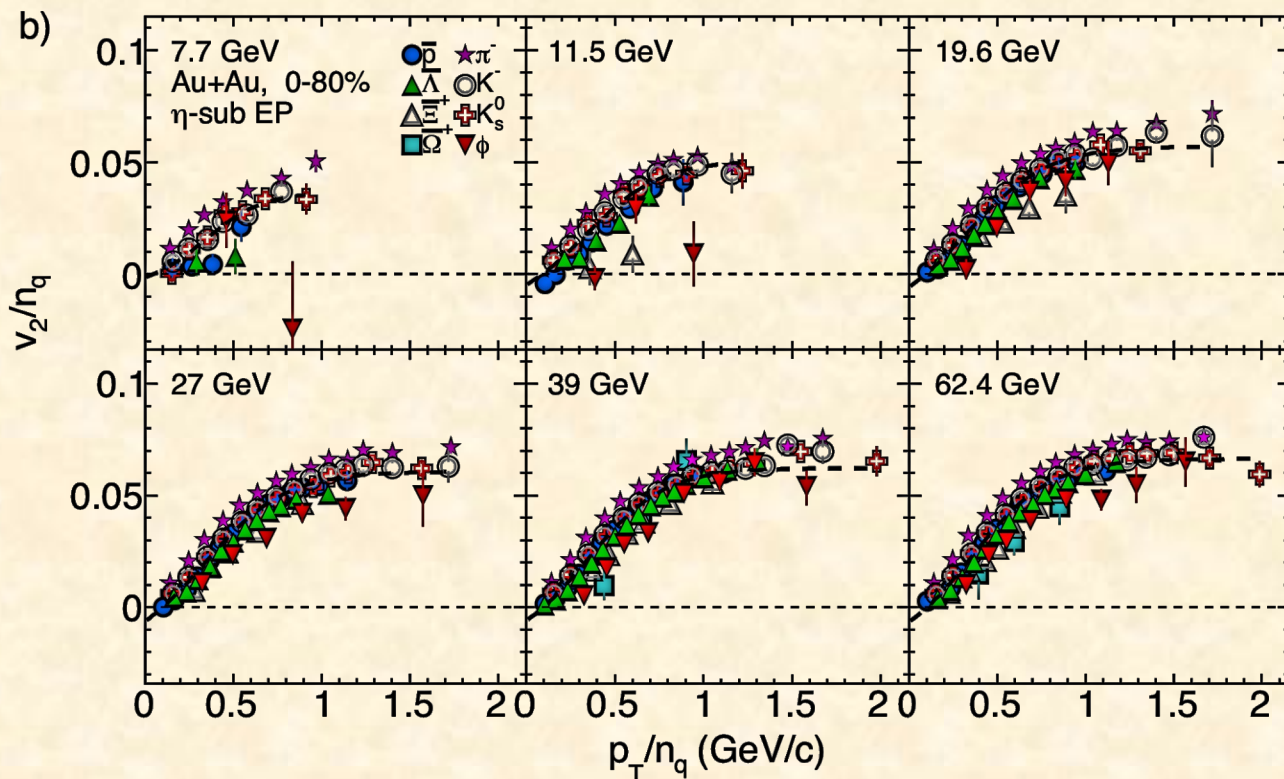 b)
7.7 GeV
Au+Au, 0-80%
η-sub EP
p̅ π⁻
Λ̅ K⁻
Ξ̅⁺ K⁰ₛ
Ω̅⁺ ϕ
11.5 GeV
19.6 GeV
0.1
0.05
0
27 GeV
39 GeV
62.4 GeV
0.1
0.05
0
v₂/n_q
0 0.5 1 1.5 2 0 0.5 1 1.5 2 0 0.5 1 1.5 2
p_T/n_q (GeV/c)